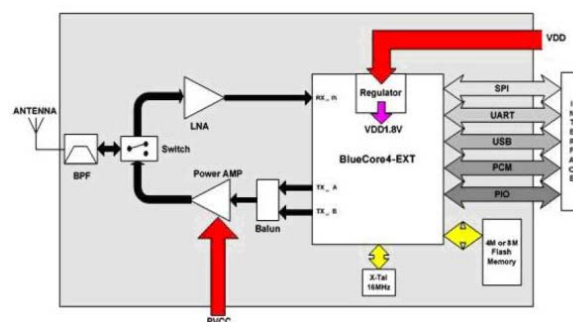 VDD
ANTENNA
BPF
Switch
LNA
Power AMP
Balun
RX_IN
TX_A
TX_B
Regulator
VDD1.8V
BlueCore4-EXT
SPI
UART
USB
PCM
PIO
INTERFACE
X-Tal
16MHz
4M or 8M
Flash
Memory
PVCC